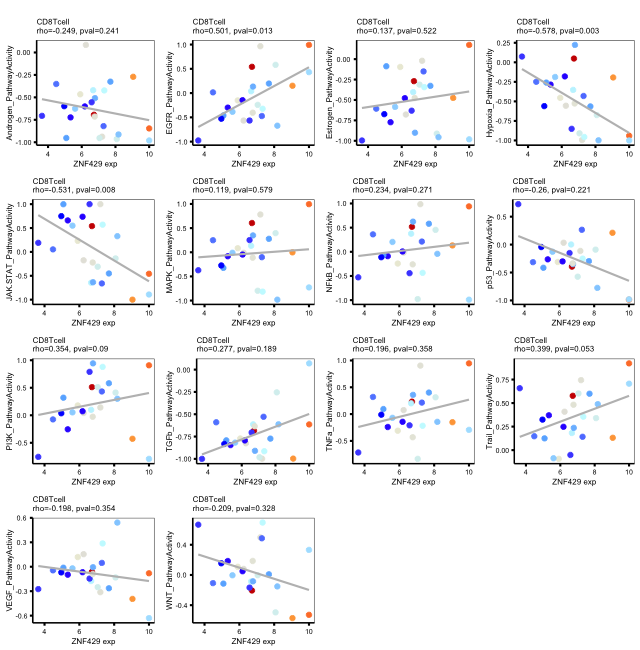 CD8Tcell
rho=-0.249, pval=0.241
Androgen_PathwayActivity
0.00
-0.25
-0.50
-0.75
-1.00
4
6
8
10
ZNF429 exp
CD8Tcell
rho=0.501, pval=0.013
EGFR_PathwayActivity
1.0
0.5
0.0
-0.5
-1.0
4
6
8
10
ZNF429 exp
CD8Tcell
rho=0.137, pval=0.522
Estrogen_PathwayActivity
1.0
0.5
0.0
-0.5
-1.0
4
6
8
10
ZNF429 exp
CD8Tcell
rho=-0.578, pval=0.003
Hypoxia_PathwayActivity
0.25
0.00
-0.25
-0.50
-0.75
-1.00
4
6
8
10
ZNF429 exp
CD8Tcell
rho=-0.531, pval=0.008
JAK.STAT_PathwayActivity
1.0
0.5
0.0
-0.5
-1.0
4
6
8
10
ZNF429 exp
CD8Tcell
rho=0.119, pval=0.579
MAPK_PathwayActivity
1.0
0.5
0.0
-0.5
-1.0
4
6
8
10
ZNF429 exp
CD8Tcell
rho=0.234, pval=0.271
NFkB_PathwayActivity
1.0
0.5
0.0
-0.5
-1.0
4
6
8
10
ZNF429 exp
CD8Tcell
rho=-0.26, pval=0.221
p53_PathwayActivity
0.5
0.0
-0.5
-1.0
4
6
8
10
ZNF429 exp
CD8Tcell
rho=0.354, pval=0.09
PI3K_PathwayActivity
1.0
0.5
0.0
-0.5
4
6
8
10
ZNF429 exp
CD8Tcell
rho=0.277, pval=0.189
TGFb_PathwayActivity
0.00
-0.25
-0.50
-0.75
-1.00
4
6
8
10
ZNF429 exp
CD8Tcell
rho=0.196, pval=0.358
TNFa_PathwayActivity
1.0
0.5
0.0
-0.5
4
6
8
10
ZNF429 exp
CD8Tcell
rho=0.399, pval=0.053
Trail_PathwayActivity
0.75
0.50
0.25
0.00
4
6
8
10
ZNF429 exp
CD8Tcell
rho=-0.198, pval=0.354
VEGF_PathwayActivity
0.6
0.3
0.0
-0.3
-0.6
4
6
8
10
ZNF429 exp
CD8Tcell
rho=-0.209, pval=0.328
WNT_PathwayActivity
0.4
0.0
-0.4
4
6
8
10
ZNF429 exp